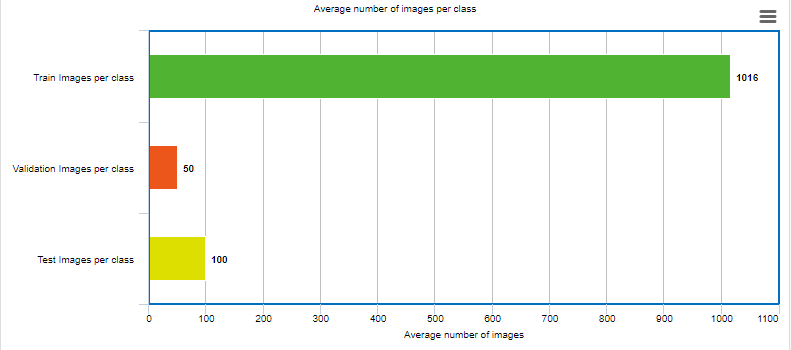 Average number of images per class
Train Images per class
1016
Validation Images per class
50
Test Images per class
100
0 100 200 300 400 500 600 700 800 900 1000 1100
Average number of images